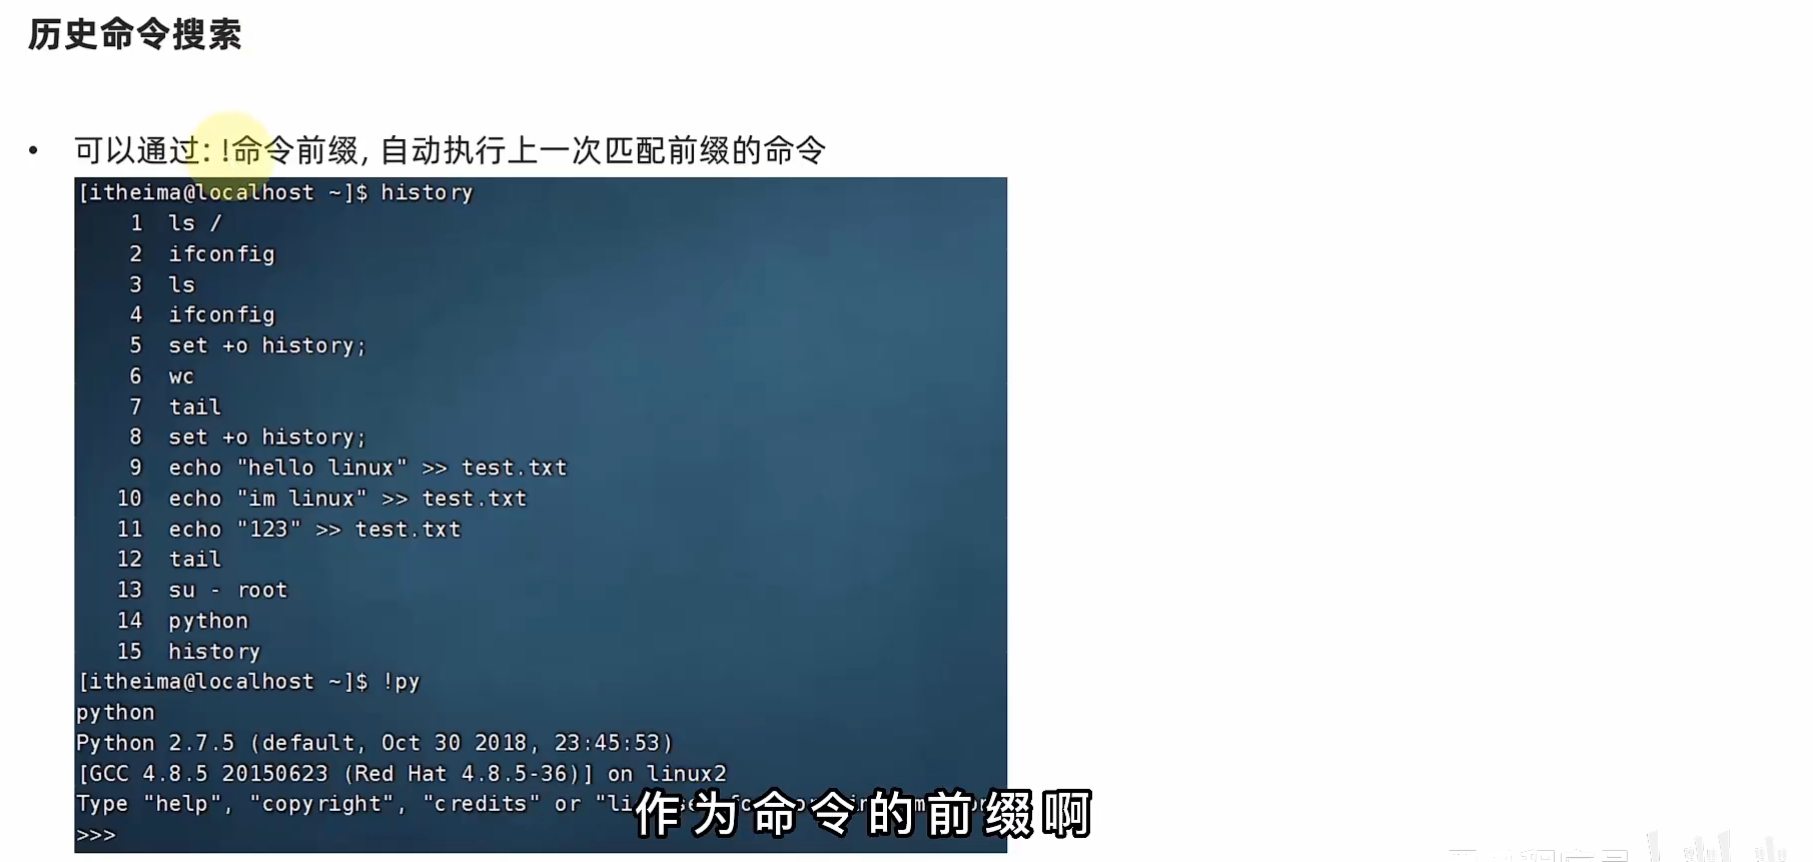 历史命令搜索
• 可以通过: !命令前缀, 自动执行上一次匹配前缀的命令
[itheima@localhost ~]$ history
1 ls /
2 ifconfig
3 ls
4 ifconfig
5 set +o history;
6 wc
7 tail
8 set +o history;
9 echo "hello linux" >> test.txt
10 echo "im linux" >> test.txt
11 echo "123" >> test.txt
12 tail
13 su - root
14 python
15 history
[itheima@localhost ~]$ !py
python
Python 2.7.5 (default, Oct 30 2018, 23:45:53)
[GCC 4.8.5 20150623 (Red Hat 4.8.5-36)] on linux2
Type "help", "copyright", "credits" or
>>>
作为命令的前缀啊